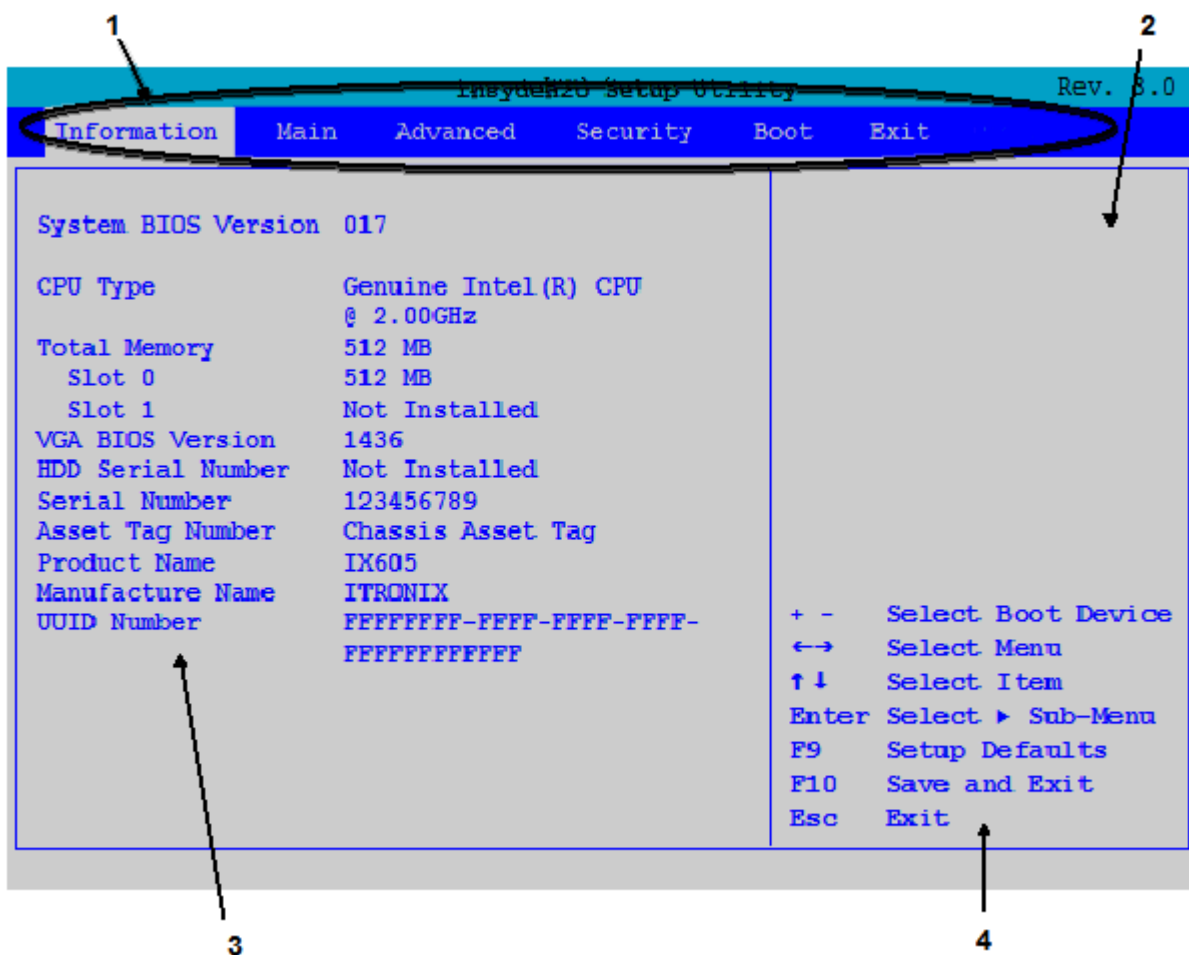 1
2
InsydeH20 Setup Utility Rev. 3.0
Information Main Advanced Security Boot Exit
System BIOS Version 017
CPU Type Genuine Intel(R) CPU
@ 2.00GHz
Total Memory 512 MB
Slot 0 512 MB
Slot 1 Not Installed
VGA BIOS Version 1436
HDD Serial Number Not Installed
Serial Number 123456789
Asset Tag Number Chassis Asset Tag
Product Name IX605
Manufacture Name ITRONIX
UUID Number FFFFFFFF-FFFF-FFFF-FFFF-
FFFFFFFFFFFF
+ - Select Boot Device
←→ Select Menu
↑↓ Select Item
Enter Select ▶ Sub-Menu
F9 Setup Defaults
F10 Save and Exit
Esc Exit
3
4